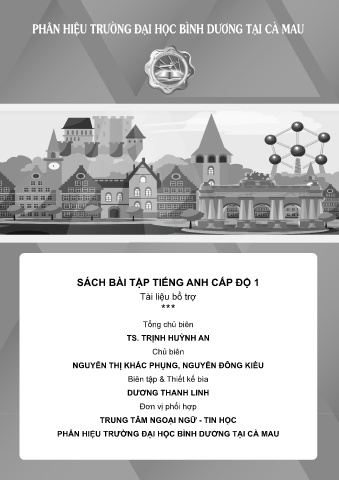 PHÂN HIỆU TRƯỜNG ĐẠI HỌC BÌNH DƯƠNG TẠI CÀ MAU
SÁCH BÀI TẬP TIẾNG ANH CẤP ĐỘ 1
Tài liệu bổ trợ
***
Tổng chủ biên
TS. TRỊNH HUỲNH AN
Chủ biên
NGUYỄN THỊ KHÁC PHỤNG, NGUYỄN ĐÔNG KIỀU
Biên tập & Thiết kế bìa
DƯƠNG THANH LINH
Đơn vị phối hợp
TRUNG TÂM NGOẠI NGỮ - TIN HỌC
PHÂN HIỆU TRƯỜNG ĐẠI HỌC BÌNH DƯƠNG TẠI CÀ MAU